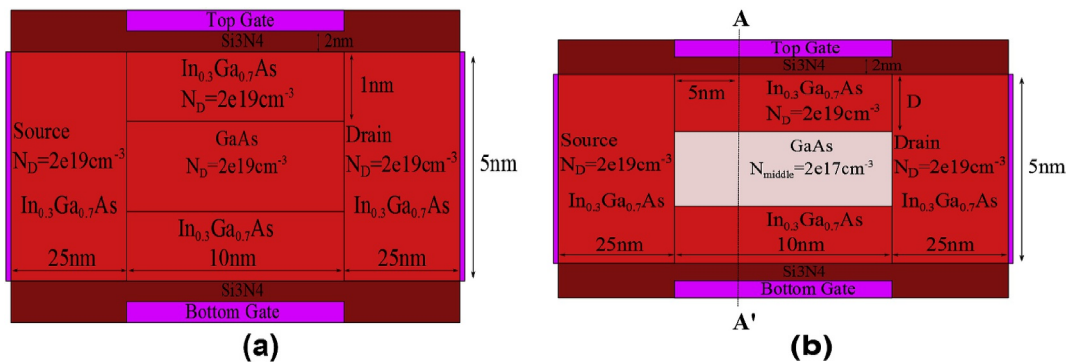 Top Gate
Si3N4
2nm
In0.3Ga0.7As
ND=2e19cm-3
1nm
Source
ND=2e19cm-3
In0.3Ga0.7As
GaAs
ND=2e19cm-3
Drain
ND=2e19cm-3
In0.3Ga0.7As
5nm
In0.3Ga0.7As
25nm
10nm
25nm
Si3N4
Bottom Gate
(a)
A
Top Gate
Si3N4
2nm
5nm
In0.3Ga0.7As
ND=2e19cm-3
D
Source
ND=2e19cm-3
In0.3Ga0.7As
GaAs
Nmiddle=2e17cm-3
Drain
ND=2e19cm-3
In0.3Ga0.7As
5nm
In0.3Ga0.7As
25nm
10nm
25nm
Si3N4
Bottom Gate
A'
(b)